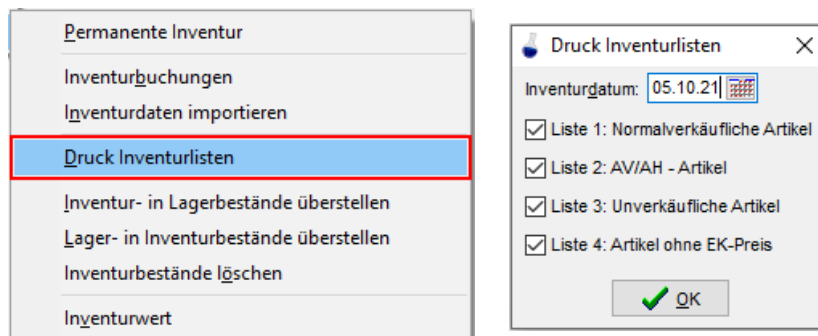 Permanente Inventur
Inventurbuchungen
Inventurdaten importieren
Druck Inventurlisten
Inventur- in Lagerbestände überstellen
Lager- in Inventurbestände überstellen
Inventurbestände löschen
Inventurwert
Druck Inventurlisten
Inventurdatum: 05.10.21
Liste 1: Normalverkäufliche Artikel
Liste 2: AV/AH - Artikel
Liste 3: Unverkäufliche Artikel
Liste 4: Artikel ohne EK-Preis
OK